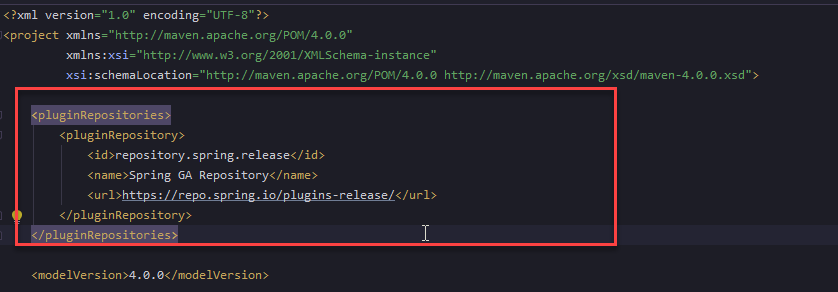 <?xml version="1.0" encoding="UTF-8"?>
<project xmlns="http://maven.apache.org/POM/4.0.0"
xmlns:xsi="http://www.w3.org/2001/XMLSchema-instance"
xsi:schemaLocation="http://maven.apache.org/POM/4.0.0 http://maven.apache.org/xsd/maven-4.0.0.xsd">
<pluginRepositories>
<pluginRepository>
<id>repository.spring.release</id>
<name>Spring GA Repository</name>
<url>https://repo.spring.io/plugins-release/</url>
</pluginRepository>
</pluginRepositories>
<modelVersion>4.0.0</modelVersion>